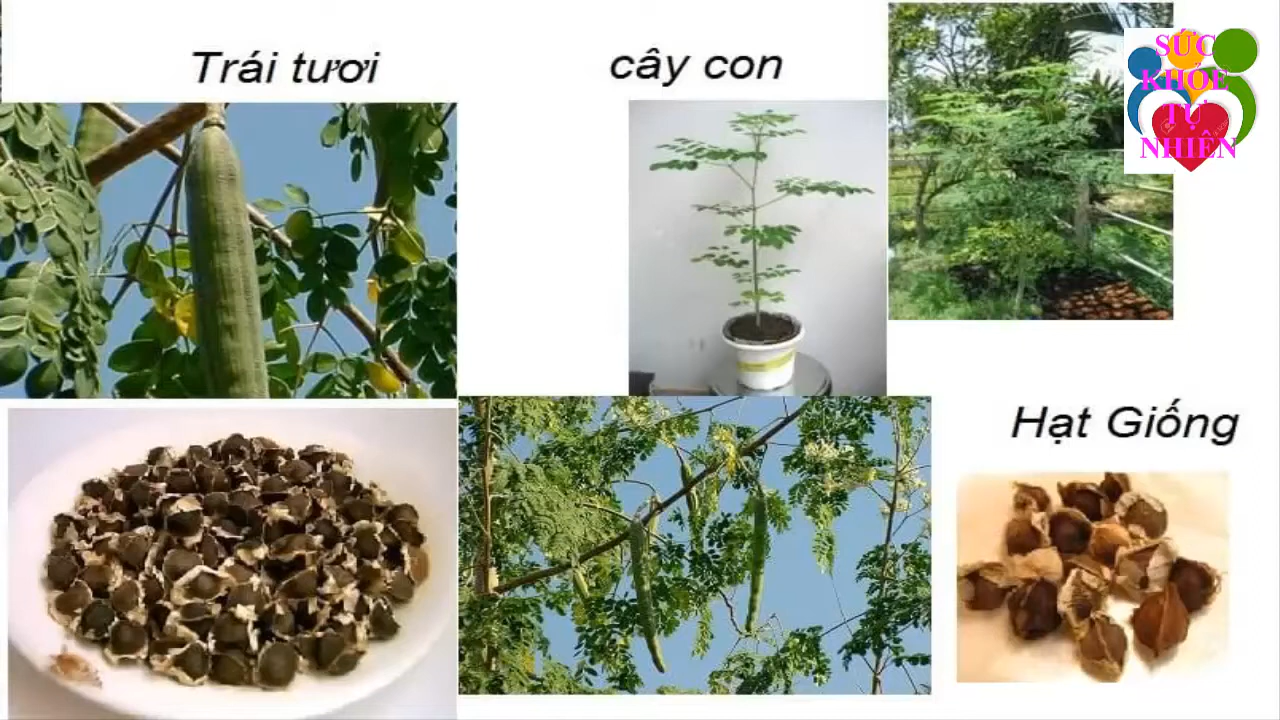 Trái tươi
cây con
SỨC
KHỎE
TỰ
NHIÊN
Hạt Giống